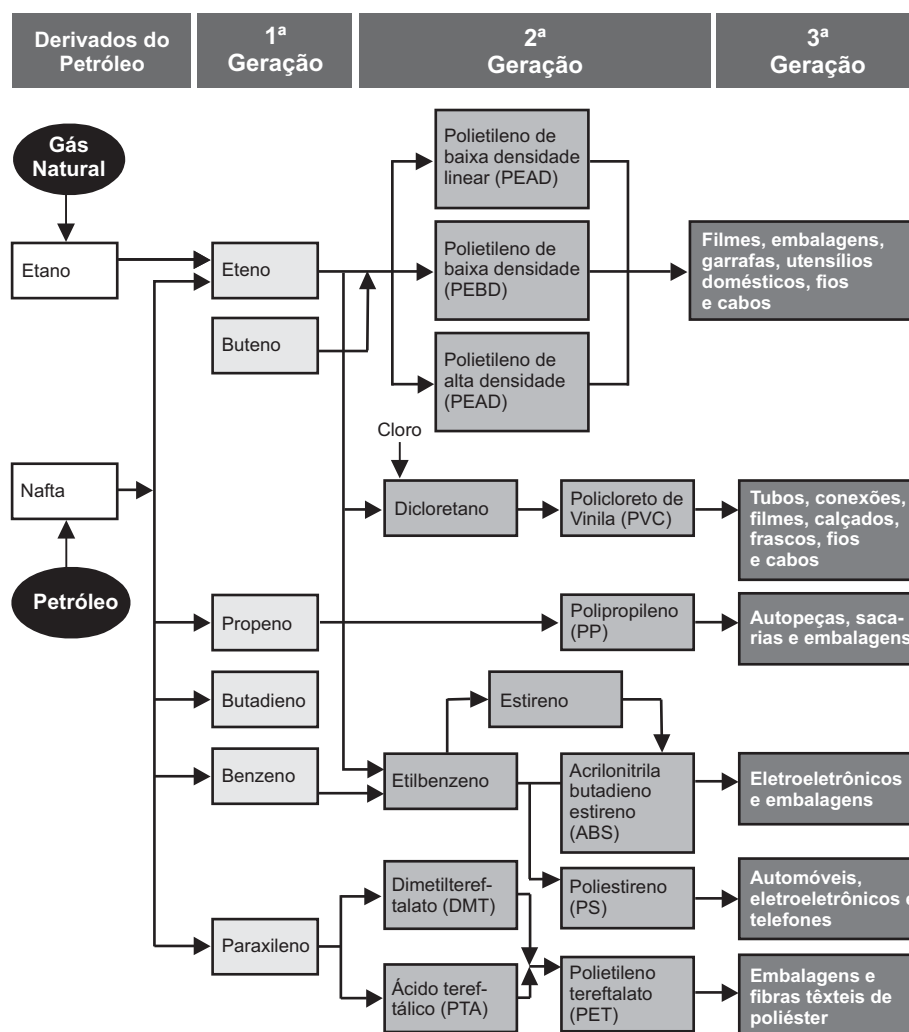 Derivados do
Petróleo
1ª
Geração
2ª
Geração
3ª
Geração
Gás
Natural
Etano
Nafta
Petróleo
Eteno
Buteno
Propeno
Butadieno
Benzeno
Paraxileno
Polietileno de
baixa densidade
linear (PEAD)
Polietileno de
baixa densidade
(PEBD)
Polietileno de
alta densidade
(PEAD)
Filmes, embalagens,
garrafas, utensílios
domésticos, fios
e cabos
Cloro
Dicloretano
Policloreto de
Vinila (PVC)
Tubos, conexões,
filmes, calçados,
frascos, fios
e cabos
Polipropileno
(PP)
Autopeças, saca-
rias e embalagens
Estireno
Etilbenzeno
Acrilonitrila
butadieno
estireno
(ABS)
Eletroeletrônicos
e embalagens
Poliestireno
(PS)
Automóveis,
eletroeletrônicos e
telefones
Dimetilteref-
talato (DMT)
Ácido teref-
tálico (PTA)
Polietileno
tereftalato
(PET)
Embalagens e
fibras têxteis de
poliéster